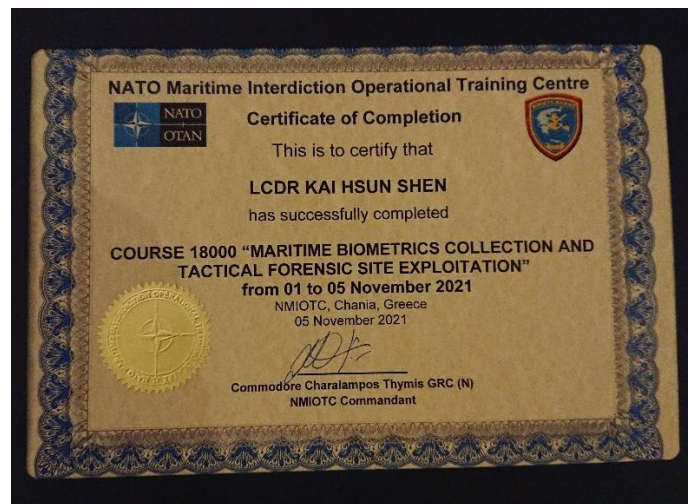 NATO Maritime Interdiction Operational Training Centre
NATO
OTAN
Certificate of Completion
This is to certify that
LCDR KAI HSUN SHEN
has successfully completed
COURSE 18000 “MARITIME BIOMETRICS COLLECTION AND
TACTICAL FORENSIC SITE EXPLOITATION”
from 01 to 05 November 2021
NMIOTC, Chania, Greece
05 November 2021
Commodore Charalampos Thymis GRC (N)
NMIOTC Commandant